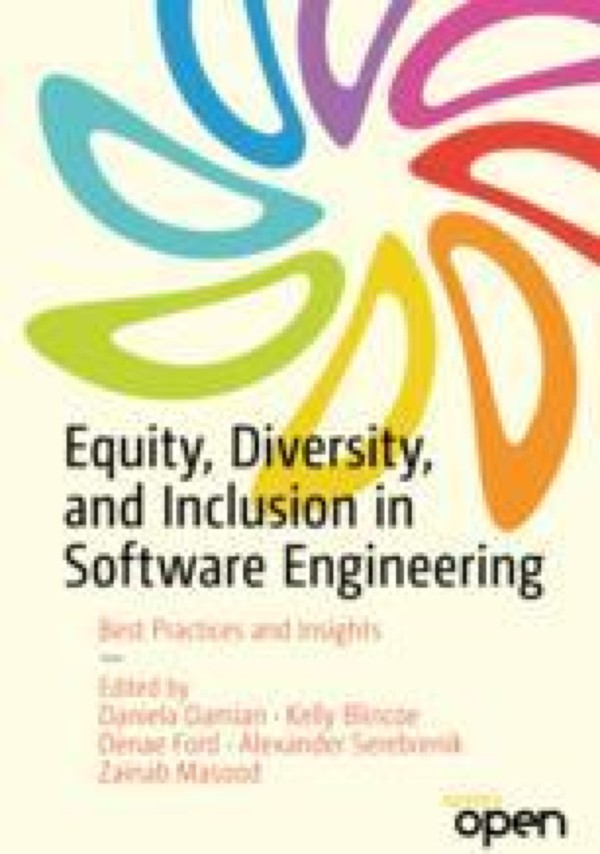 Equity, Diversity,
and Inclusion in
Software Engineering
Best Practices and Insights
Edited by
Daniela Damian · Kelly Blincoe
Denae Ford · Alexander Serebrenik
Zainab Masood
open